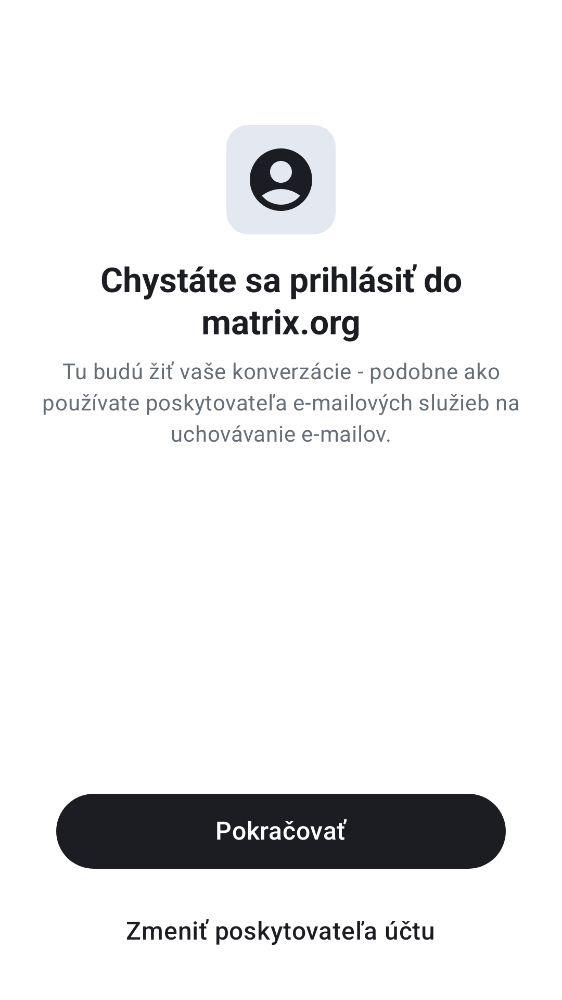 Chystáte sa prihlásiť do
matrix.org
Tu budú žiť vaše konverzácie - podobne ako
používate poskytovateľa e-mailových služieb na
uchovávanie e-mailov.
Pokračovať
Zmeniť poskytovateľa účtu